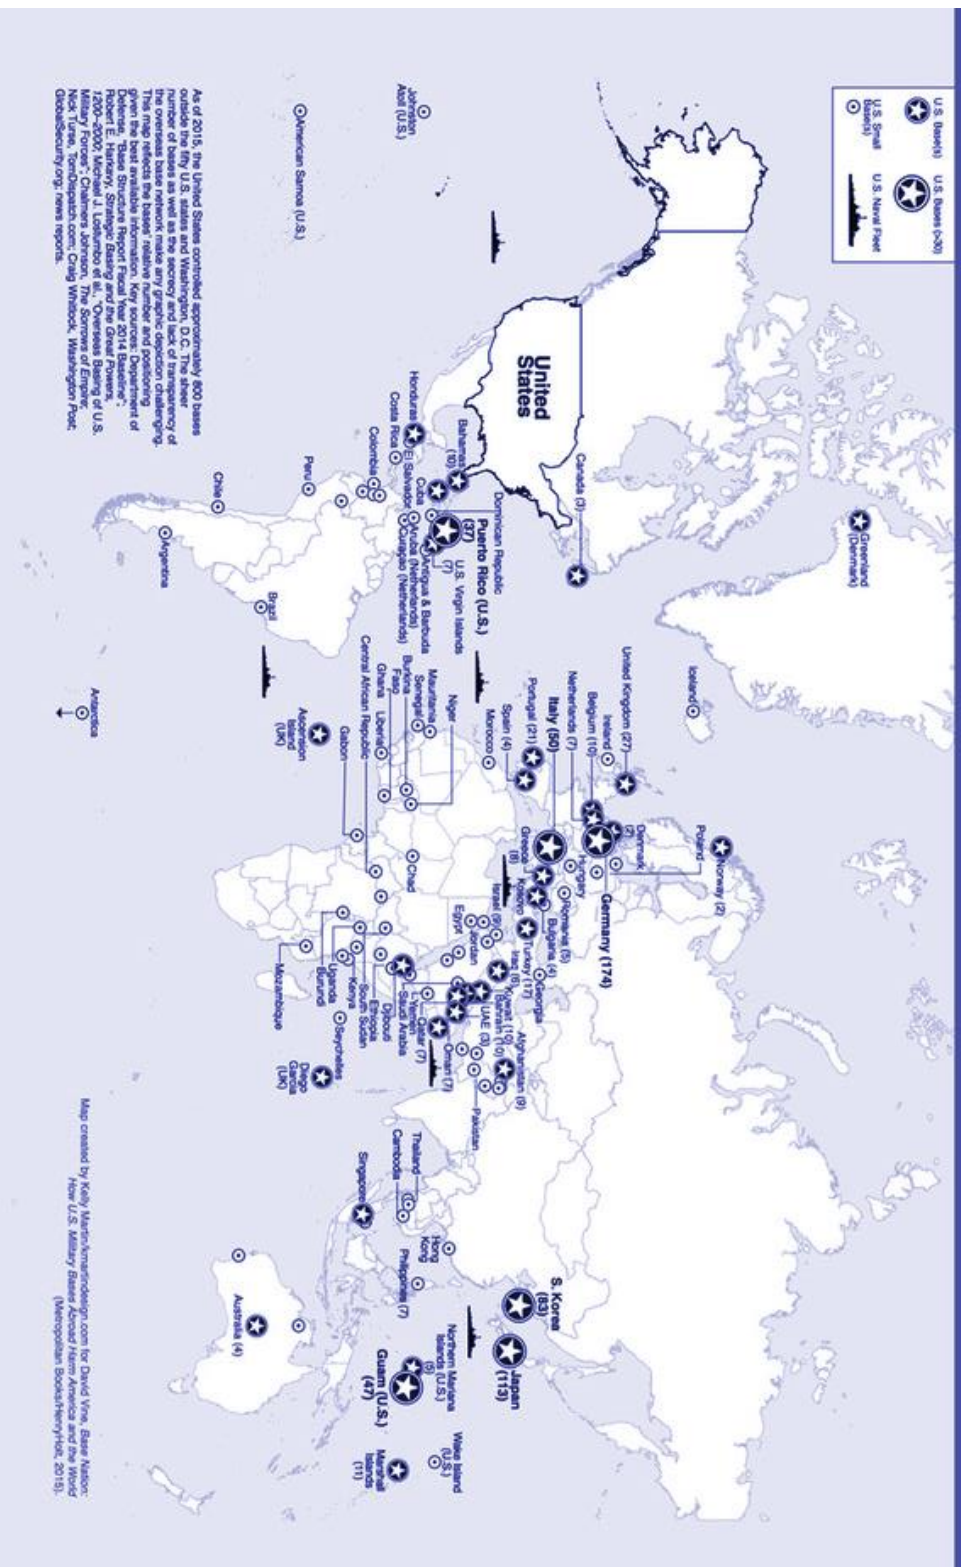 U.S. Base(s)
U.S. Bases (>30)
U.S. Small
Base(s)
U.S. Naval Fleet
Greenland
(Denmark)
Iceland
Canada (3)
United
States
Bahamas
(10)
Cuba
Dominican Republic
Puerto Rico (U.S.)
(37)
U.S. Virgin Islands
(7)
Antigua & Barbuda
Aruba (Netherlands)
Curaçao (Netherlands)
Honduras
El Salvador
Costa Rica
Colombia
Peru
Chile
Argentina
Brazil
Johnston
Atoll (U.S.)
American Samoa (U.S.)
Antarctica
Norway (2)
Poland
Denmark
(2)
United Kingdom (27)
Ireland
Belgium (10)
Netherlands (7)
Italy (50)
Portugal (21)
Spain (4)
Morocco
Germany (174)
Hungary
Romania (5)
Bulgaria (4)
Kosovo
Greece
(8)
Turkey (17)
Georgia
Israel (9)
Iraq (6)
Jordan
Egypt
Kuwait (10)
Bahrain (10)
UAE (3)
Qatar (7)
Oman (7)
Afghanistan (9)
Pakistan
Saudi Arabia
Yemen
Djibouti
Ethiopia
South Sudan
Kenya
Uganda
Burundi
Mozambique
Seychelles
Diego
Garcia
(UK)
Niger
Mauritania
Senegal
Burkina
Faso
Ghana
Liberia
Central African Republic
Gabon
Chad
Ascension
Island
(UK)
Thailand
Cambodia
Singapore
Hong
Kong
Philippines (7)
S. Korea
(83)
Japan
(113)
Northern Mariana
Islands (U.S.)
(5)
Guam (U.S.)
(47)
Wake Island
(U.S.)
Marshall
Islands
(11)
Australia (4)
As of 2015, the United States controlled approximately 800 bases
outside the fifty U.S. states and Washington, D.C. The sheer
number of bases as well as the secrecy and lack of transparency of
the overseas base network make any graphic depiction challenging.
This map reflects the bases' relative number and positioning
given the best available information. Key sources: Department of
Defense, "Base Structure Report Fiscal Year 2014 Baseline";
Robert E. Harkavy, Strategic Basing and the Great Powers,
1200–2000; Michael J. Lostumbo et al., "Overseas Basing of U.S.
Military Forces"; Chalmers Johnson, The Sorrows of Empire;
Nick Turse, TomDispatch.com; Craig Whitlock, Washington Post;
GlobalSecurity.org; news reports.
Map created by Kelly Martin/kmartindesign.com for David Vine, Base Nation:
How U.S. Military Bases Abroad Harm America and the World
(Metropolitan Books/HenryHolt, 2015).